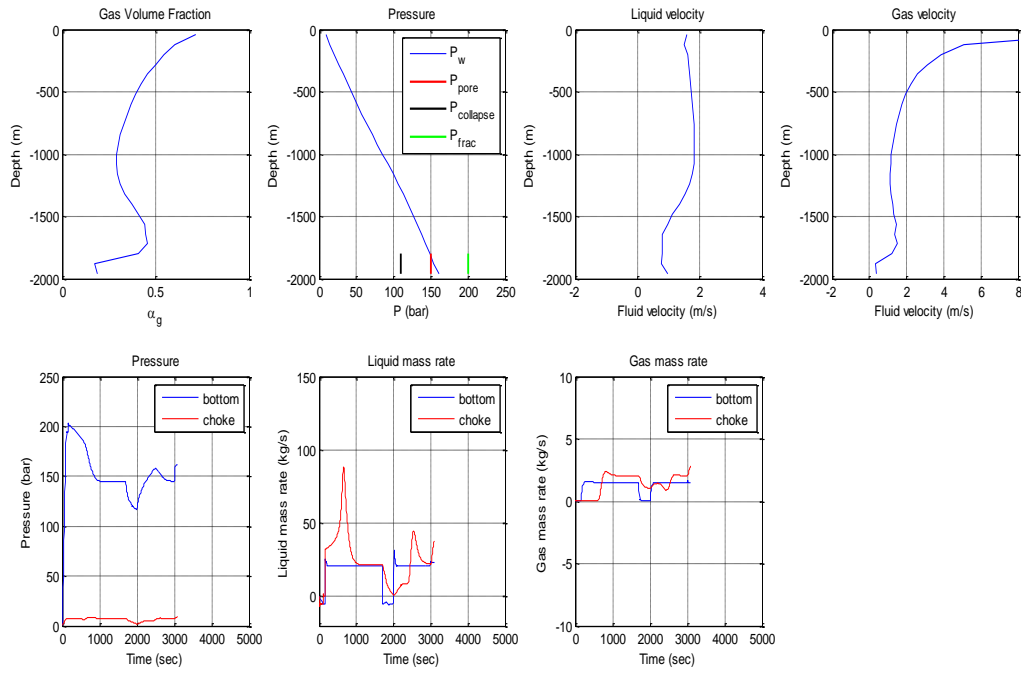 Gas Volume Fraction
0
-500
-1000
-1500
-2000
0
0.5
1
Depth (m)
α_g
Pressure
P_w
P_pore
P_collapse
P_frac
0
-500
-1000
-1500
-2000
0
50
100
150
200
250
Depth (m)
P (bar)
Liquid velocity
0
-500
-1000
-1500
-2000
-2
0
2
4
Depth (m)
Fluid velocity (m/s)
Gas velocity
0
-500
-1000
-1500
-2000
-2
0
2
4
6
8
Depth (m)
Fluid velocity (m/s)
Pressure
bottom
choke
250
200
150
100
50
0
0
1000
2000
3000
4000
5000
Pressure (bar)
Time (sec)
Liquid mass rate
bottom
choke
150
100
50
0
0
1000
2000
3000
4000
5000
Liquid mass rate (kg/s)
Time (sec)
Gas mass rate
bottom
choke
10
5
0
-5
-10
0
1000
2000
3000
4000
5000
Gas mass rate (kg/s)
Time (sec)